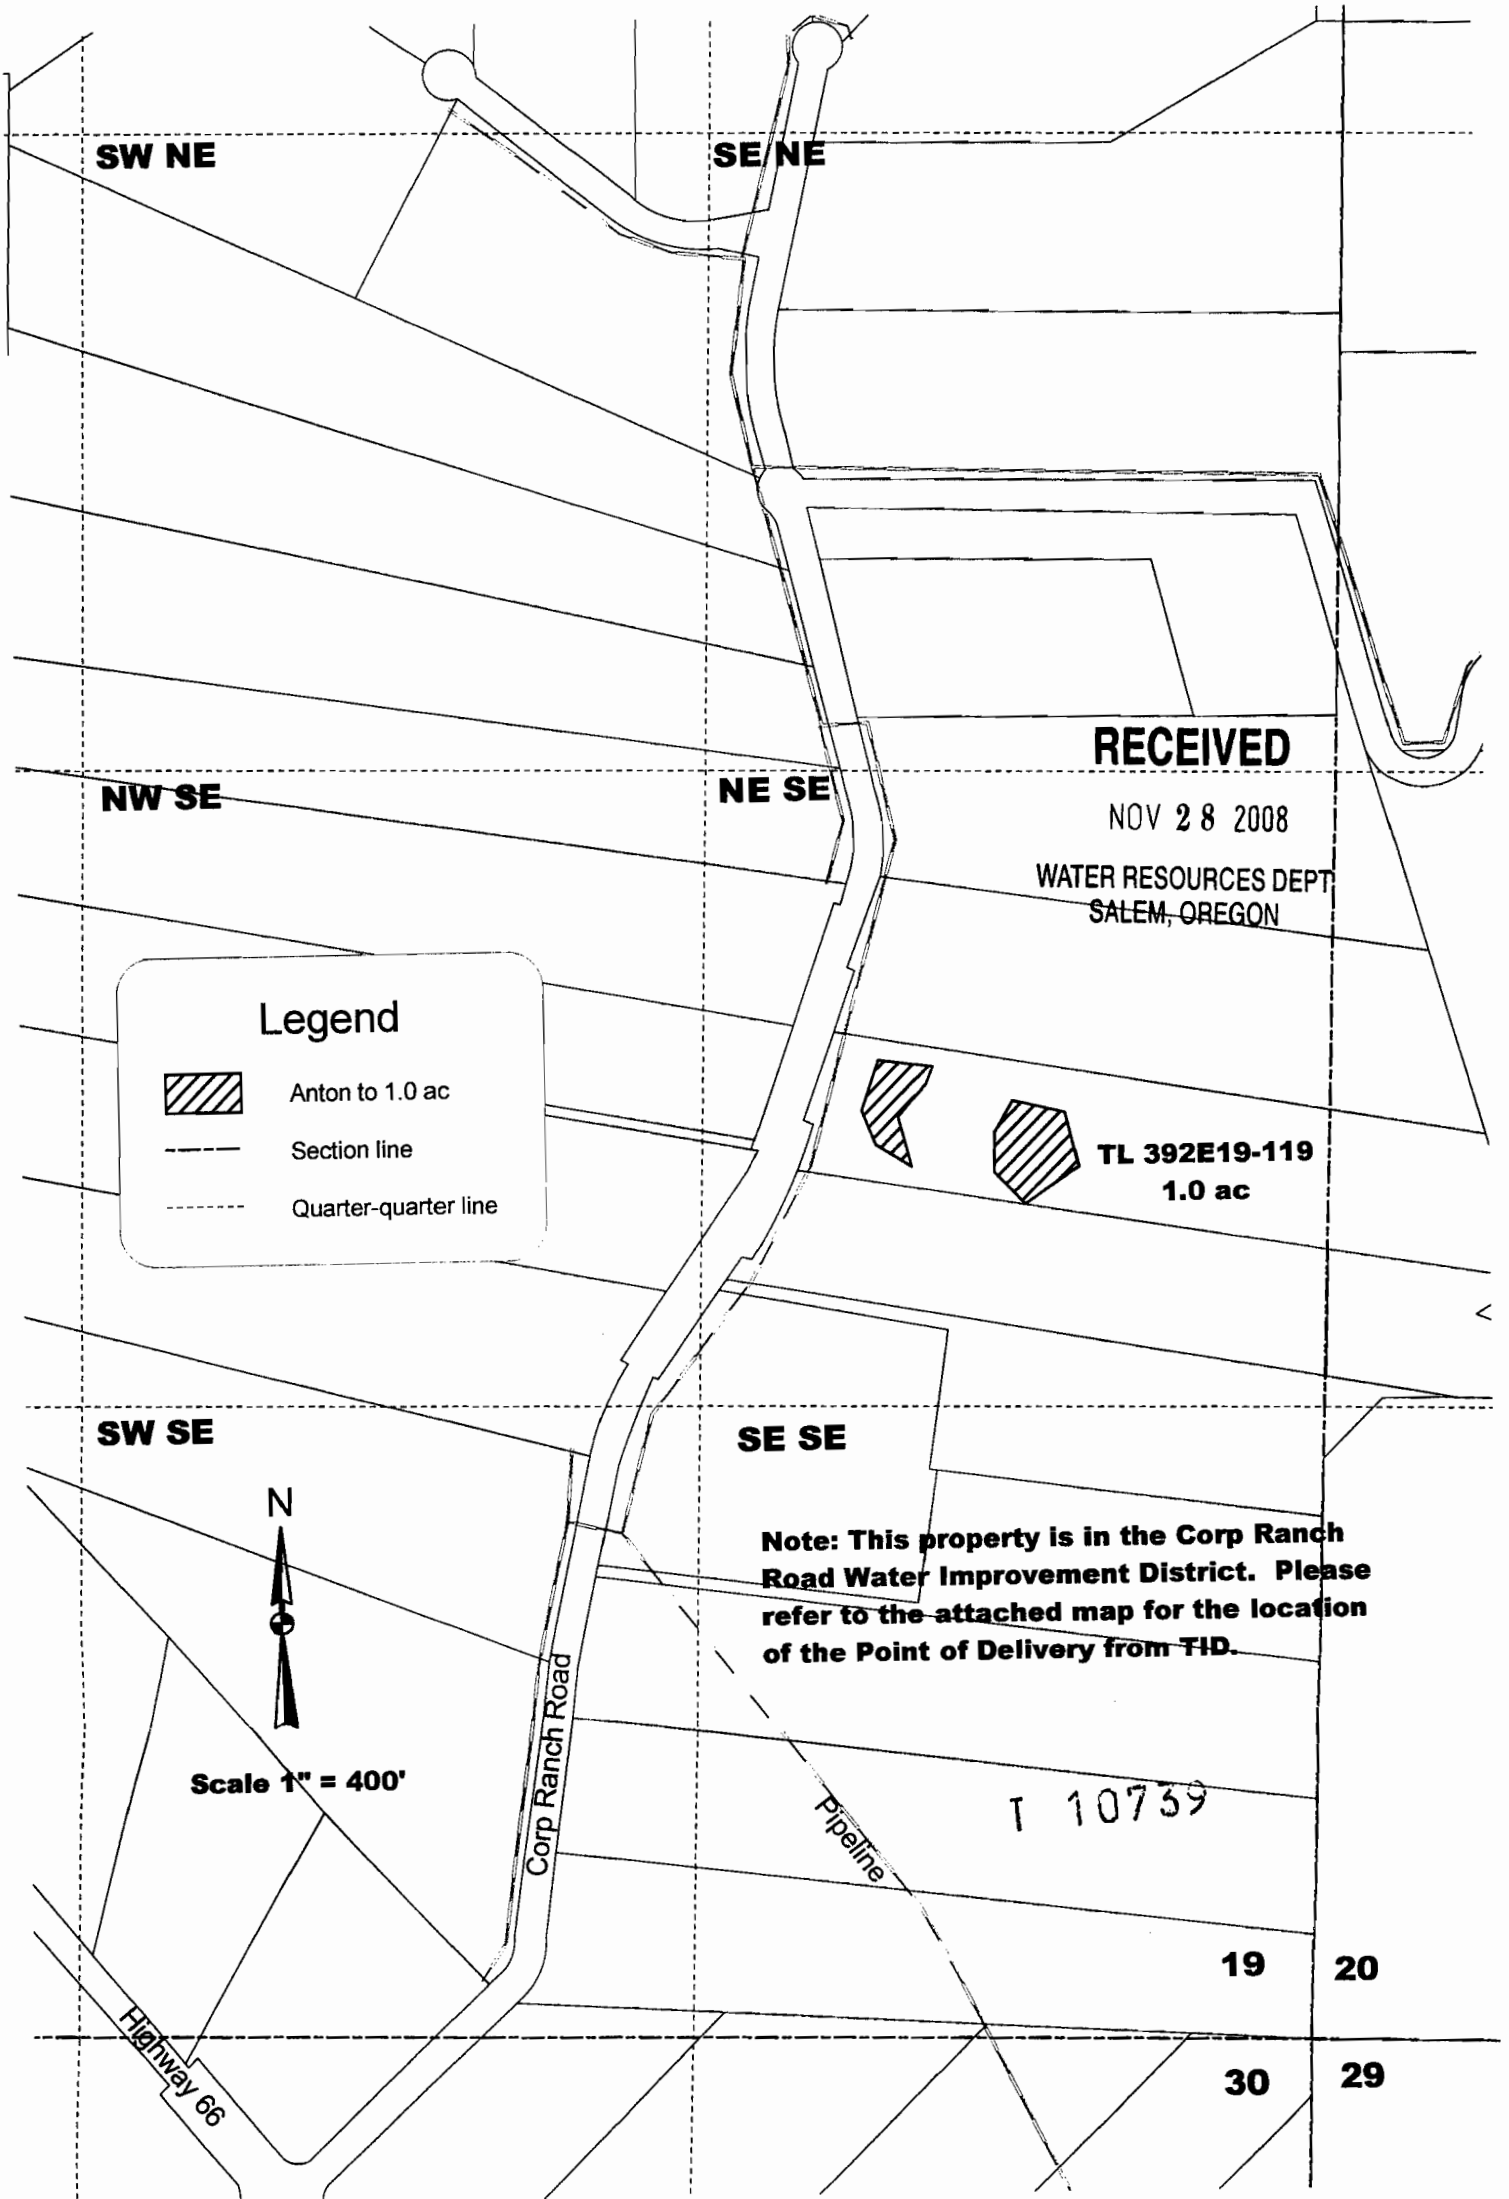 SW NE
SE NE
RECEIVED
NW SE
NE SE
NOV 28 2008
WATER RESOURCES DEPT
SALEM, OREGON
Legend
Anton to 1.0 ac
Section line
Quarter-quarter line
TL 392E19-119
1.0 ac
SW SE
SE SE
N
Note: This property is in the Corp Ranch
Road Water Improvement District. Please
refer to the attached map for the location
of the Point of Delivery from TID.
Corp Ranch Road
Scale 1" = 400'
Pipeline
T 10739
19
20
Highway 66
30
29